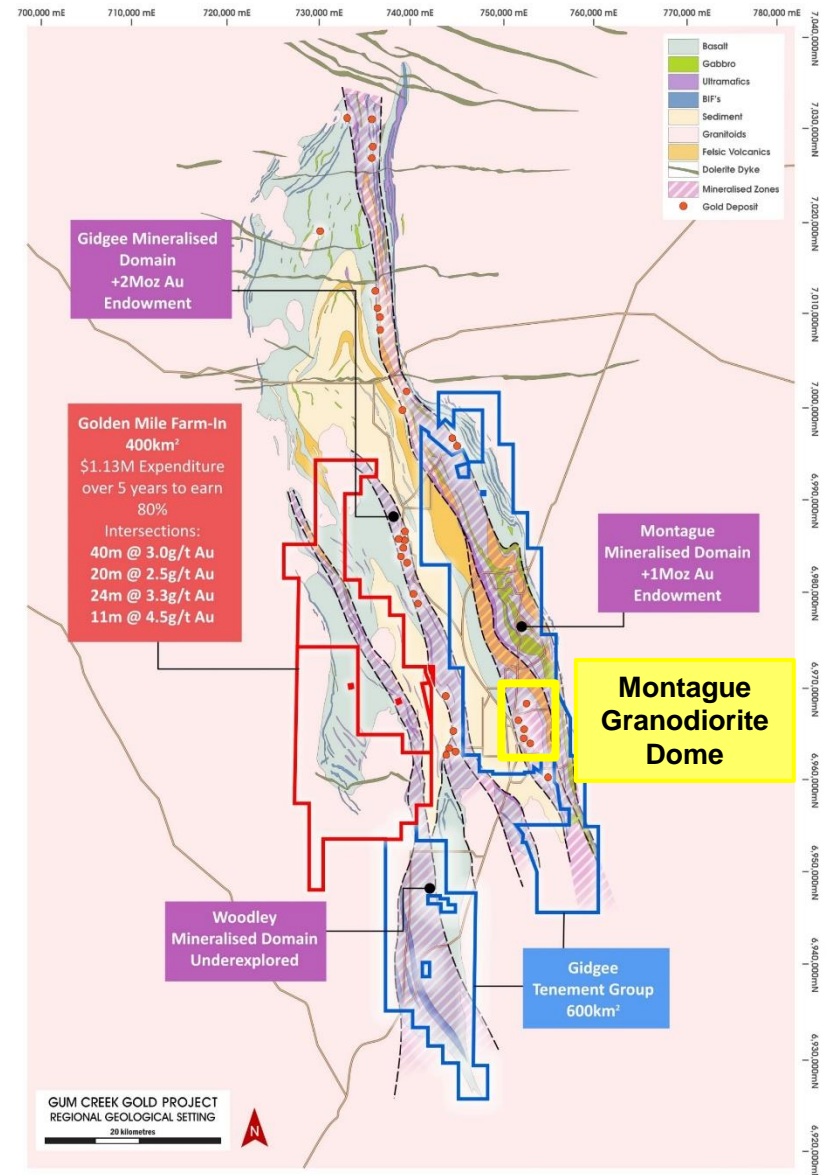 700,000 mE
720,000 mE
730,000 mE
740,000 mE
750,000 mE
760,000 mE
770,000 mE
780,000 mE
7,040,000mN
7,030,000mN
7,020,000mN
7,010,000mN
7,000,000mN
6,990,000mN
6,980,000mN
6,970,000mN
6,960,000mN
6,950,000mN
6,940,000mN
6,930,000mN
6,920,000mN
Basalt
Gabbro
Ultramafics
BIF's
Sediment
Granitoids
Felsic Volcanics
Dolerite Dyke
Mineralised Zones
Gold Deposit
Gidgee Mineralised
Domain
+2Moz Au
Endowment
Golden Mile Farm-In
400km²
$1.13M Expenditure
over 5 years to earn
80%
Intersections:
40m @ 3.0g/t Au
20m @ 2.5g/t Au
24m @ 3.3g/t Au
11m @ 4.5g/t Au
Montague
Mineralised Domain
+1Moz Au
Endowment
Montague
Granodiorite
Dome
Woodley
Mineralised Domain
Underexplored
Gidgee
Tenement Group
600km²
GUM CREEK GOLD PROJECT
REGIONAL GEOLOGICAL SETTING
20 kilometres
N